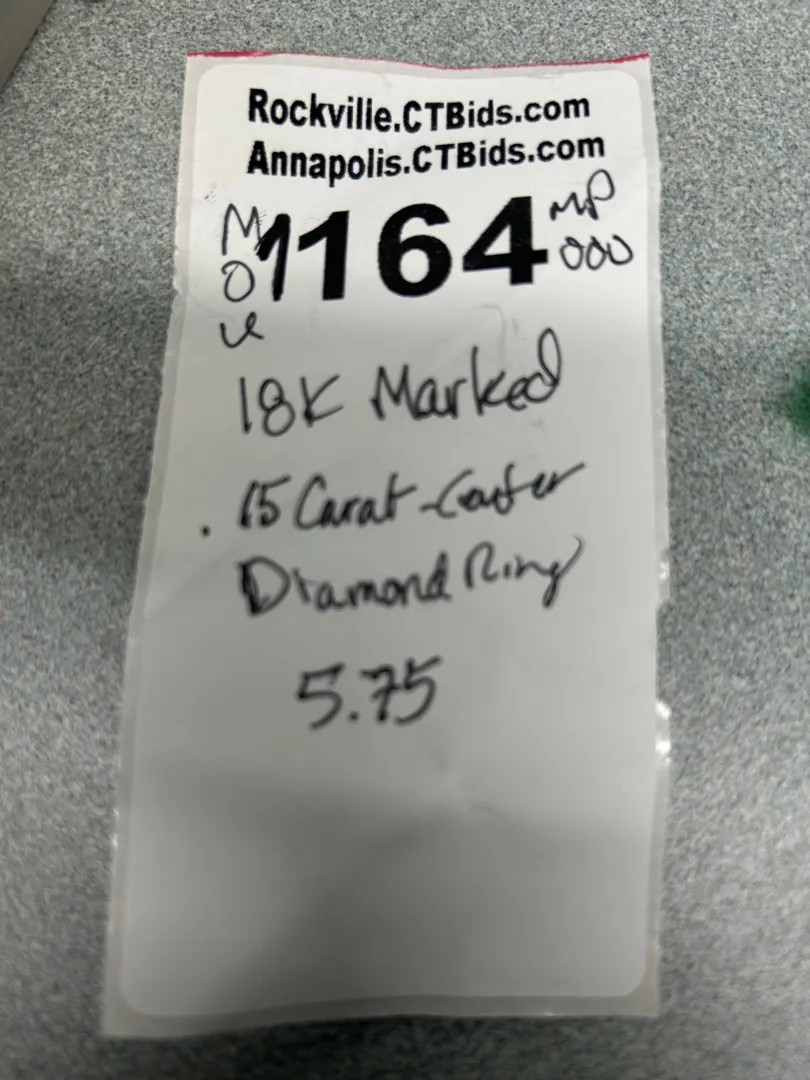 Rockville.CTBids.com
Annapolis.CTBids.com
M
O
1164
MP
000
18K Marked
.15 Carat-Center
Diamond Ring
5.75